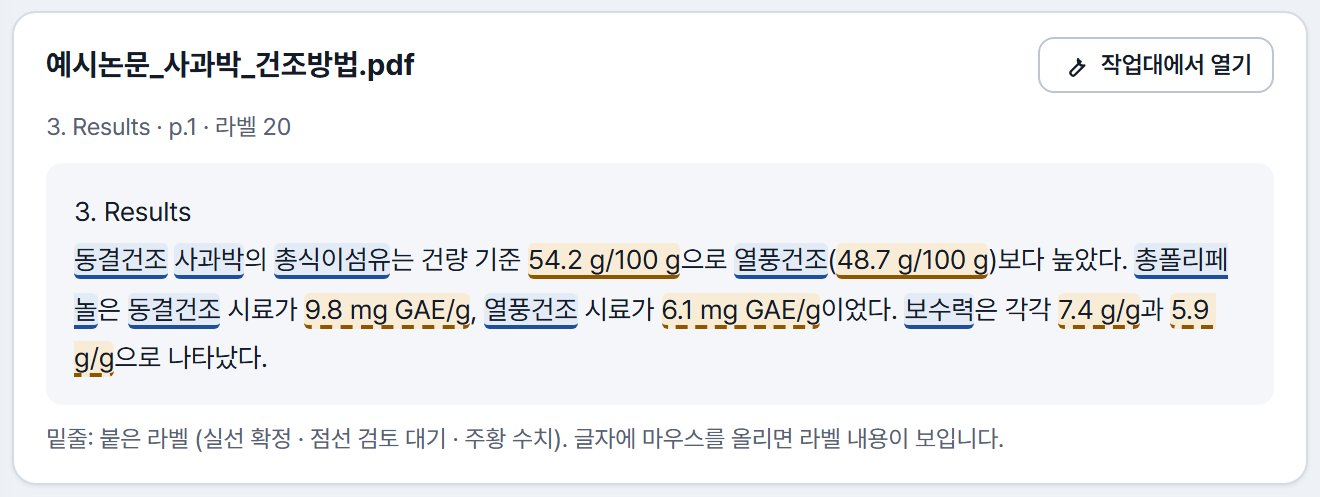 예시논문_사과박_건조방법.pdf
작업대에서 열기
3. Results · p.1 · 라벨 20
3. Results
동결건조 사과박의 총식이섬유는 건량 기준 54.2 g/100 g으로 열풍건조(48.7 g/100 g)보다 높았다. 총폴리페
놀은 동결건조 시료가 9.8 mg GAE/g, 열풍건조 시료가 6.1 mg GAE/g이었다. 보수력은 각각 7.4 g/g과 5.9
g/g으로 나타났다.
밑줄: 붙은 라벨 (실선 확정 · 점선 검토 대기 · 주황 수치). 글자에 마우스를 올리면 라벨 내용이 보입니다.